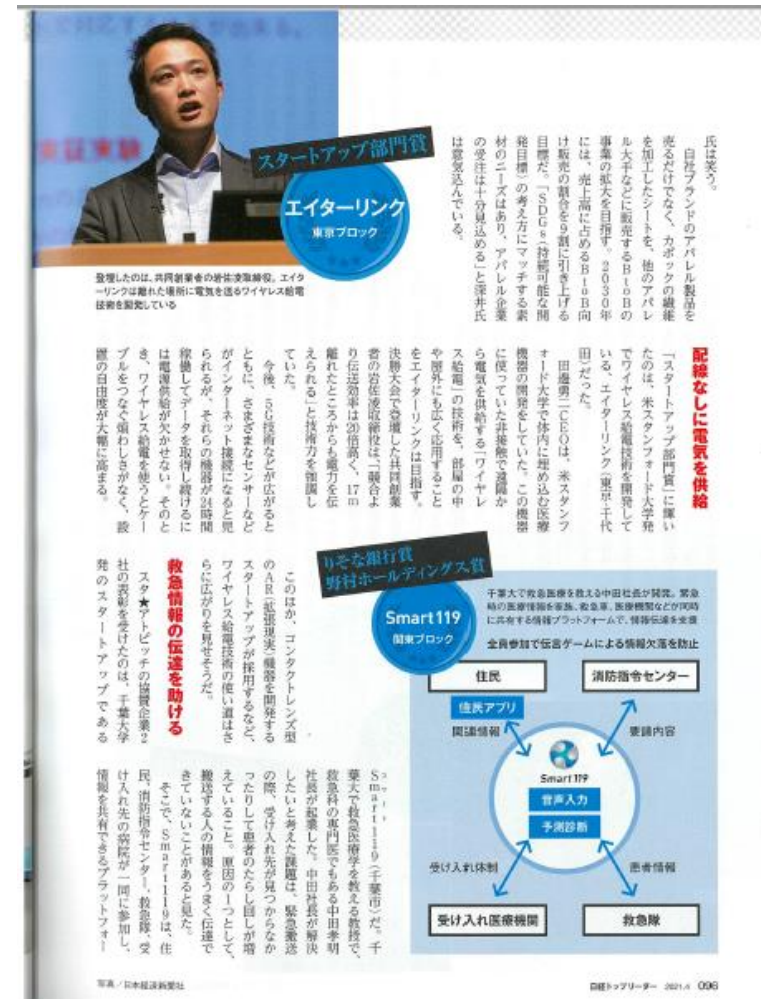 氏は笑う。
　自社ブランドのアパレル製品を
売るだけでなく、カポックの繊維
を加工したシートを、他のアパレ
ル大手などに販売するBtoBの
事業の拡大を目指す。2030年
には、売上高に占めるBtoB向
け販売の割合を9割に引き上げる
目標だ。「SDGs(持続可能な開
発目標)の考え方にマッチする素
材のニーズはあり、アパレル企業
の受注は十分見込める」と深井氏
は意気込んでいる。
スタートアップ部門賞
エイターリンク
東京ブロック
登壇したのは、共同創業者の岩佐凌取締役。エイタ
ーリンクは離れた場所に電気を送るワイヤレス給電
技術を開発している
配線なしに電気を供給
「スタートアップ部門賞」に輝い
たのは、米スタンフォード大学発
でワイヤレス給電技術を開発して
いる、エイターリンク(東京・千代
田)だった。
　田邉勇二CEOは、米スタンフ
ォード大学で体内に埋め込む医療
機器の開発をしていた。この機器
に使っていた非接触で遠隔か
ら電気を供給する「ワイヤレ
ス給電」の技術を、部屋の中
や屋外にも広く応用すること
をエイターリンクは目指す。
決勝大会で登壇した共同創業
者の岩佐凌取締役は、「競合よ
り伝送効率は20倍高く、17m
離れたところからも電力を伝
えられる」と技術力を強調し
ていた。
　今後、5G技術などが広がると
ともに、さまざまなセンサーなど
がインターネット接続になると見
られるが、それらの機器が24時間
稼働してデータを取得し続けるに
は電源供給が欠かせない。そのと
き、ワイヤレス給電を使うとケー
ブルをつなぐ煩わしさがなく、設
置の自由度が大幅に高まる。
　このほか、コンタクトレンズ型
のAR(拡張現実)機器を開発する
スタートアップが採用するなど、
ワイヤレス給電技術の使い道はさ
らに広がりを見せそうだ。
救急情報の伝達を助ける
　スタ★アトピッチの協賛企業2
社の表彰を受けたのは、千葉大学
発のスタートアップである
りそな銀行賞
野村ホールディングス賞
Smart119
関東ブロック
千葉大で救急医療を教える中田社長が開発。緊急
時の医療情報を家族、救急車、医療機関などが同時
に共有する情報プラットフォームで、情報伝達を支援
全員参加で伝言ゲームによる情報欠落を防止
住民
消防指令センター
住民アプリ
関連情報
要請内容
Smart119
音声入力
予測診断
受け入れ体制
患者情報
受け入れ医療機関
救急隊
Smart119(千葉市)だ。千
葉大で救急医療学を教える教授で、
救急科の専門医でもある中田孝明
社長が起業した。中田社長が解決
したいと考えた課題は、緊急搬送
の際、受け入れ先が見つからなか
ったりして患者のたらし回しが増
えていること。原因の1つとして、
搬送する人の情報をうまく伝達で
きていないことがあると見た。
　そこで、Smart119は、住
民、消防指令センター、救急隊、受
け入れ先の病院が一同に参加し、
情報を共有できるプラットフォー
写真／日本経済新聞社
日経トップリーダー 2021.4 096